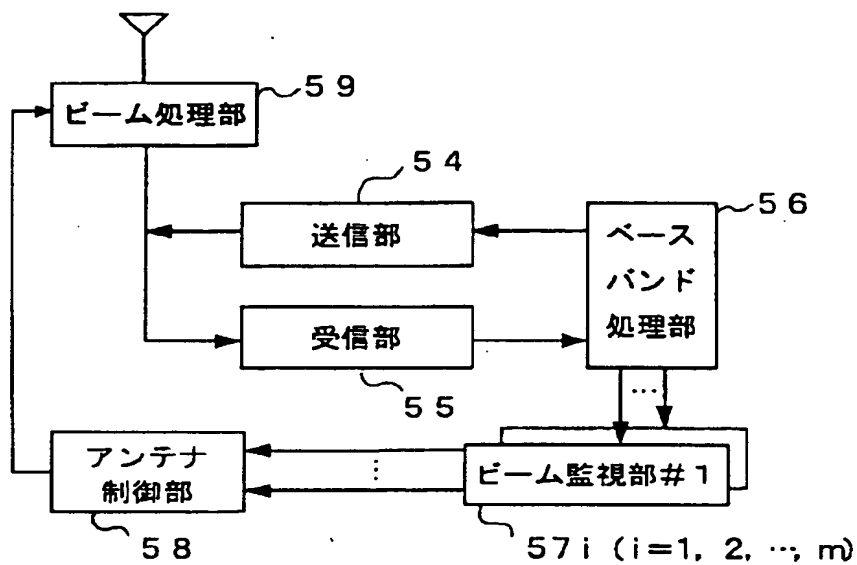 59
ビーム処理部
54
送信部
56
ベース
バンド
処理部
受信部
55
…
アンテナ
制御部
58
…
ビーム監視部#1
57i (i=1, 2, …, m)